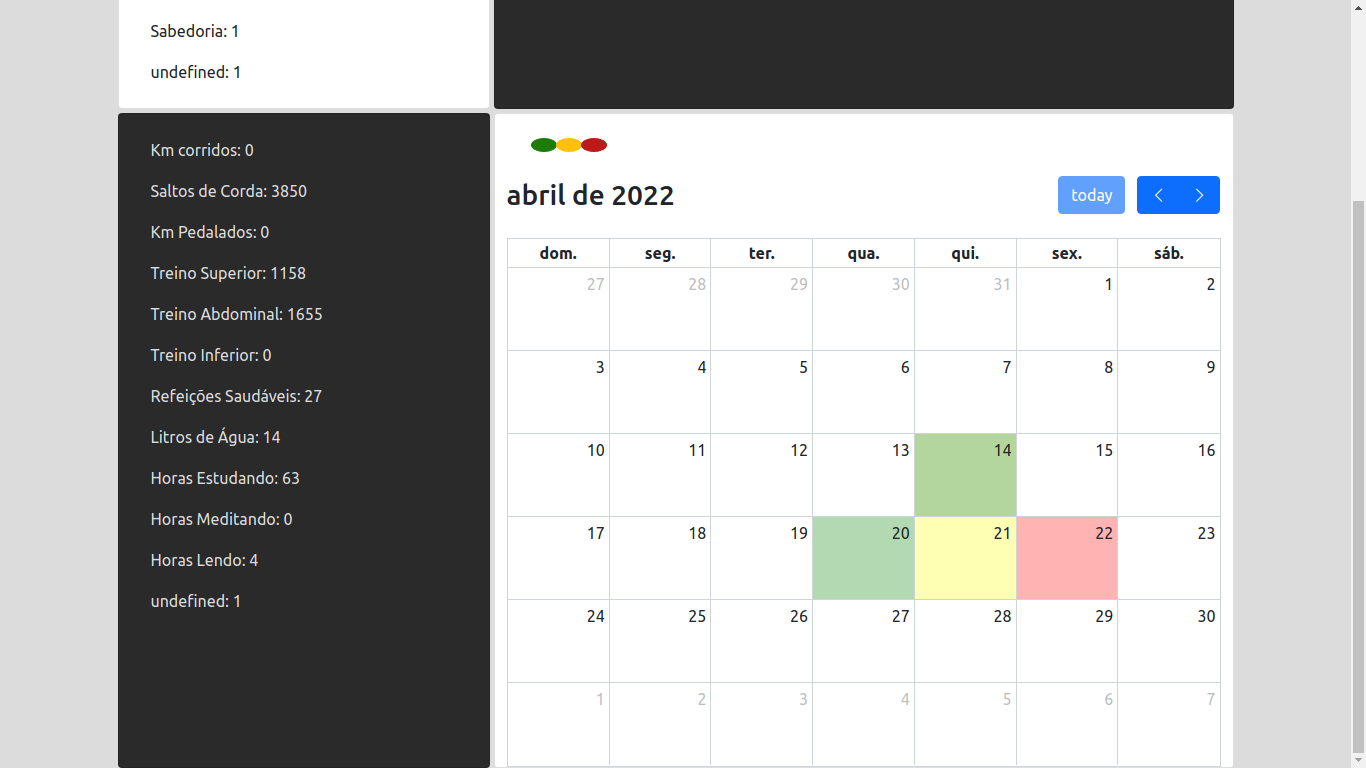 Sabedoria: 1
undefined: 1
Km corridos: 0
Saltos de Corda: 3850
Km Pedalados: 0
Treino Superior: 1158
Treino Abdominal: 1655
Treino Inferior: 0
Refeições Saudáveis: 27
Litros de Água: 14
Horas Estudando: 63
Horas Meditando: 0
Horas Lendo: 4
undefined: 1
abril de 2022 today
dom. seg. ter. qua. qui. sex. sáb.
27 28 29 30 31 1 2
3 4 5 6 7 8 9
10 11 12 13 14 15 16
17 18 19 20 21 22 23
24 25 26 27 28 29 30
1 2 3 4 5 6 7